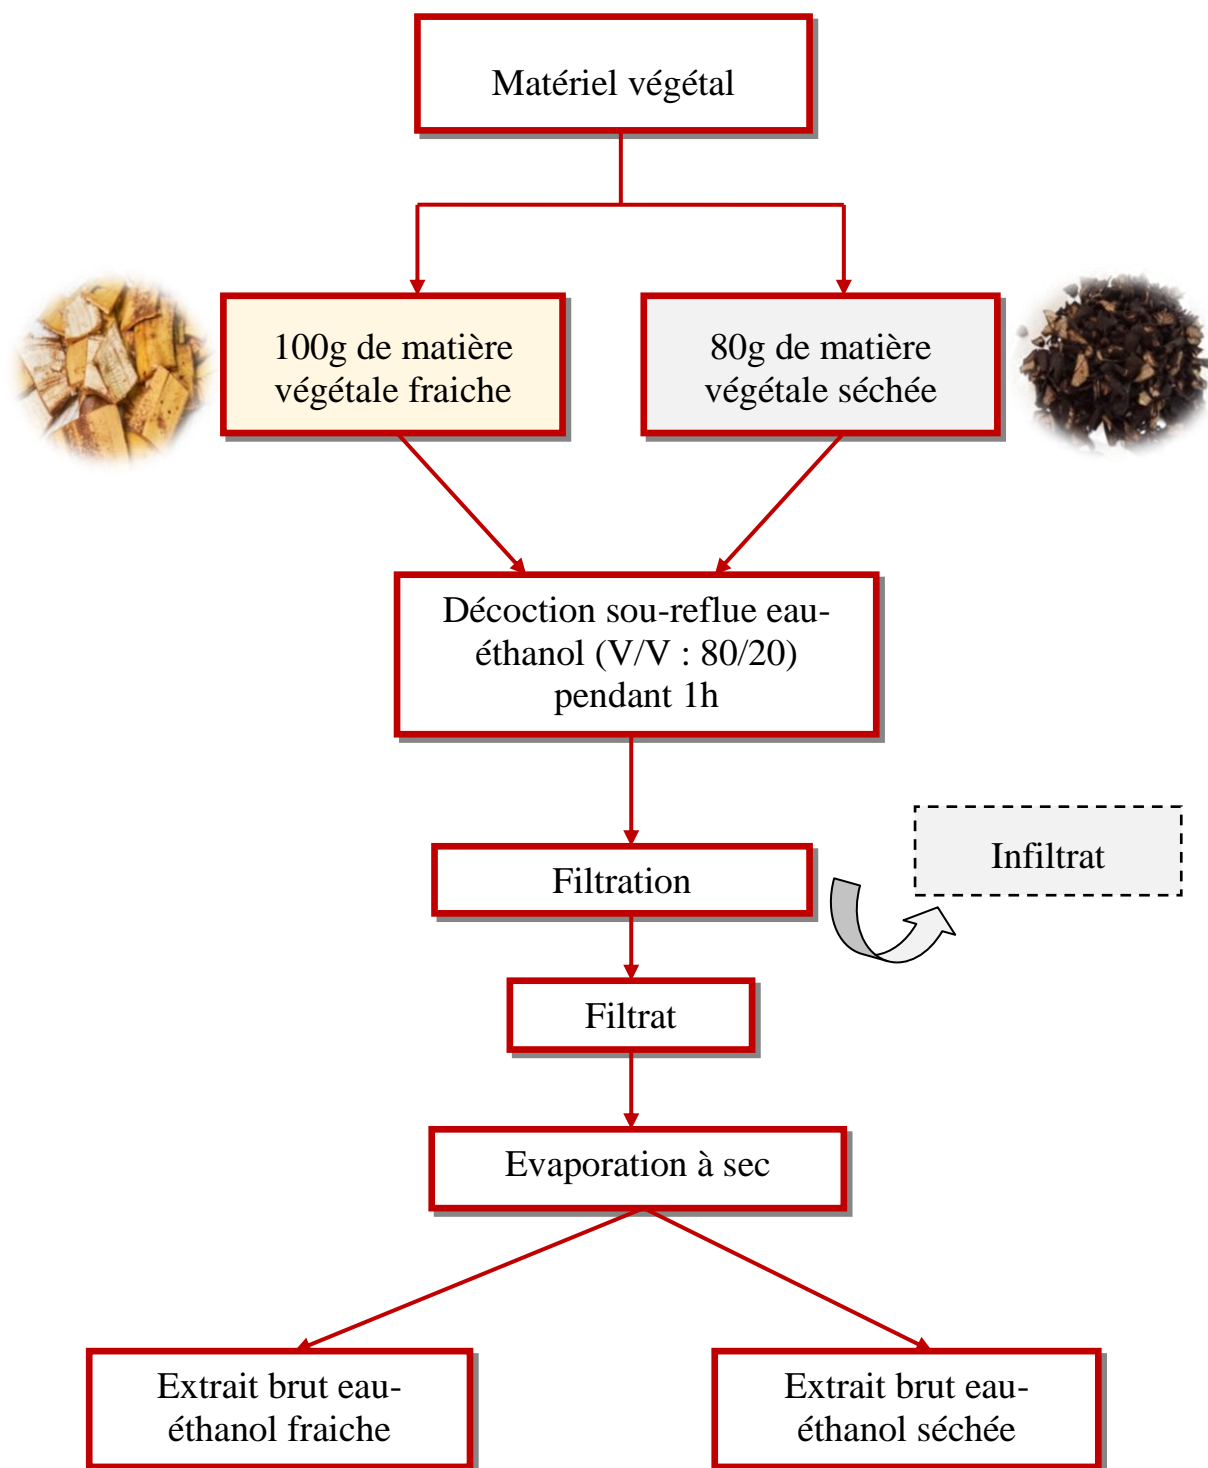 Matériel végétal
100g de matière
végétale fraiche
80g de matière
végétale séchée
Décoction sou-reflue eau-
éthanol (V/V : 80/20)
pendant 1h
Infiltrat
Filtration
Filtrat
Evaporation à sec
Extrait brut eau-
éthanol fraiche
Extrait brut eau-
éthanol séchée